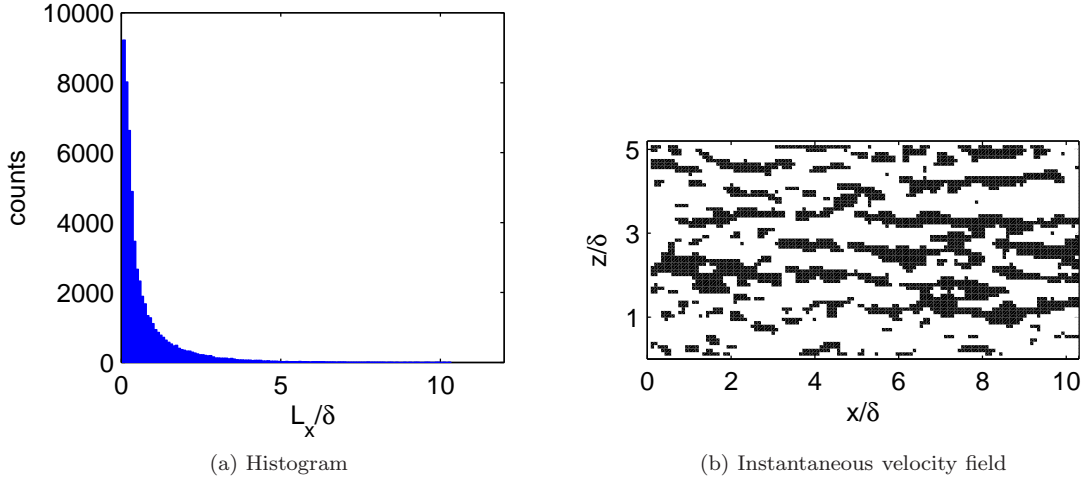 10000
8000
6000
4000
2000
0
counts
0 5 10
L_x/δ
(a) Histogram
5
3
1
z/δ
0 2 4 6 8 10
x/δ
(b) Instantaneous velocity field